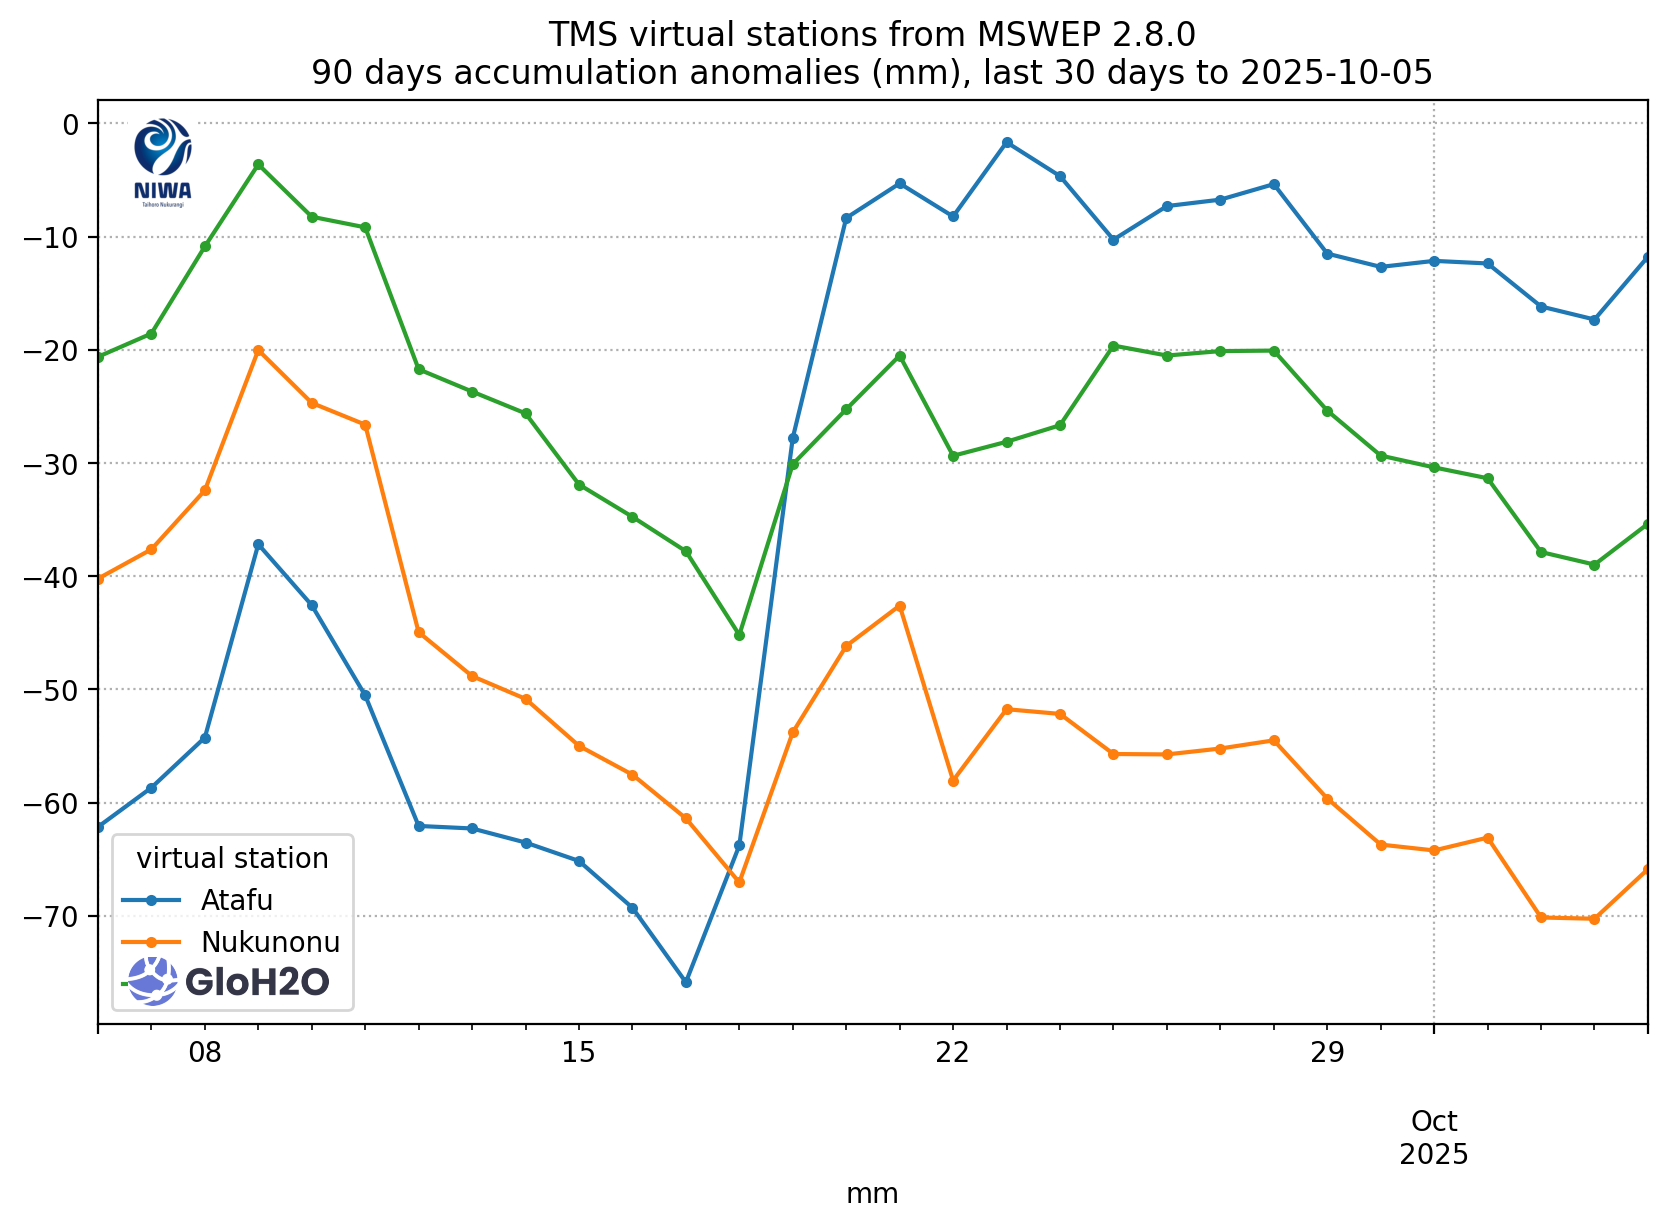 TMS virtual stations from MSWEP 2.8.0
90 days accumulation anomalies (mm), last 30 days to 2025-10-05
0
−10
−20
−30
−40
−50
−60
−70
NIWA
Taihoro Nukurangi
virtual station
Atafu
Nukunonu
GloH2O
08
15
22
29
Oct
2025
mm